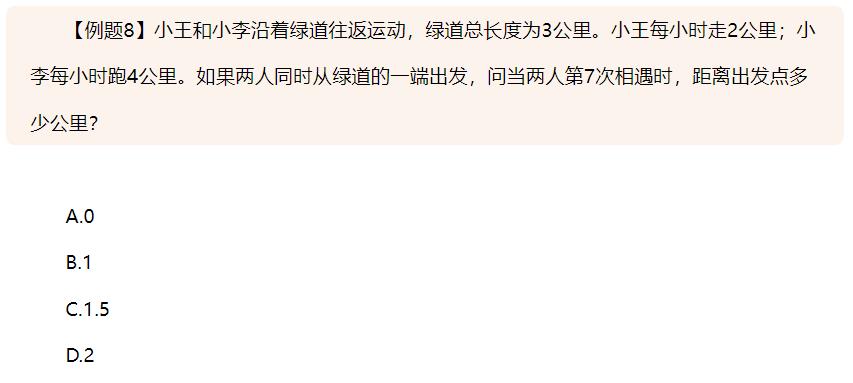 【例题8】小王和小李沿着绿道往返运动，绿道总长度为3公里。小王每小时走2公里；小
李每小时跑4公里。如果两人同时从绿道的一端出发，问当两人第7次相遇时，距离出发点多
少公里？
A.0
B.1
C.1.5
D.2